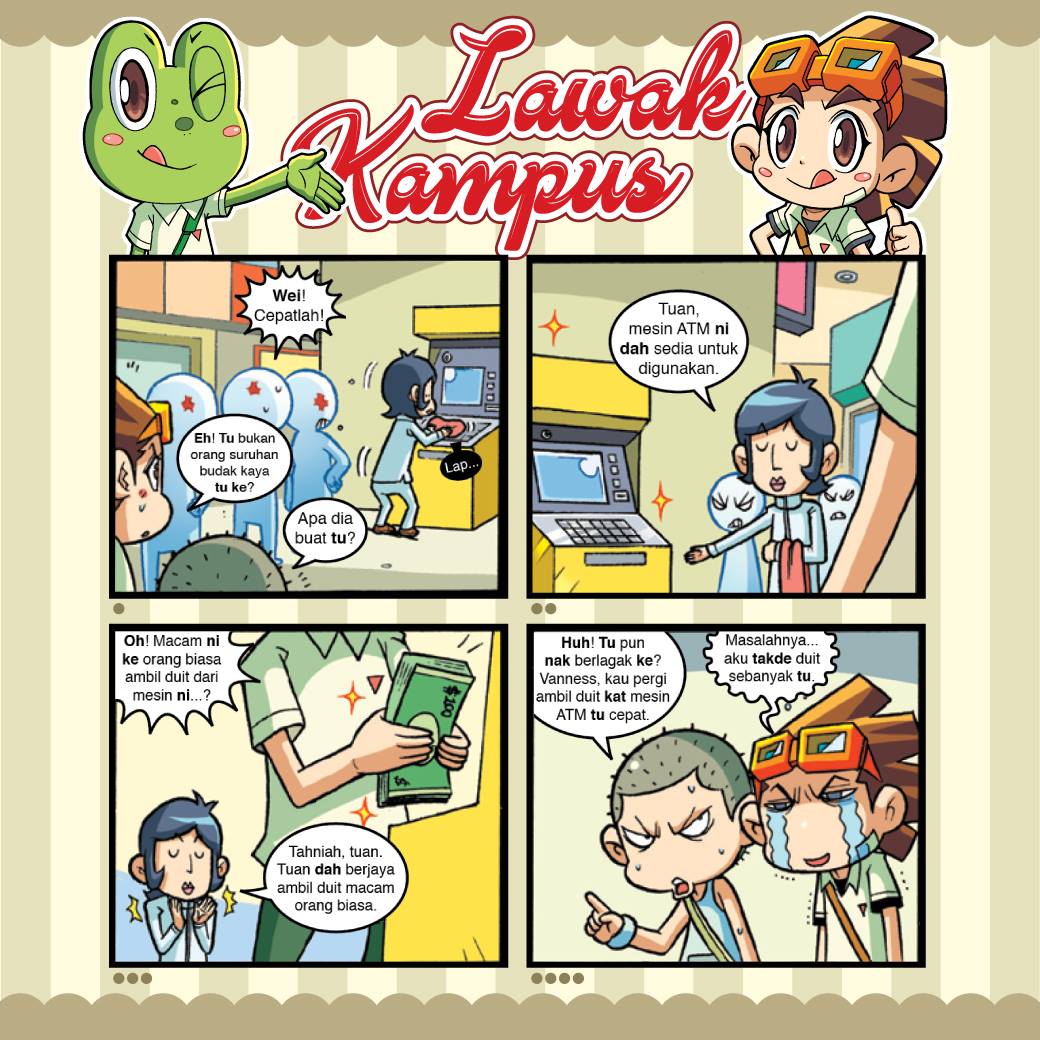 Lawak
Kampus
Wei!
Cepatlah!
Eh! Tu bukan
orang suruhan
budak kaya
tu ke?
Apa dia
buat tu?
Lap...
Tuan,
mesin ATM ni
dah sedia untuk
digunakan.
Oh! Macam ni
ke orang biasa
ambil duit dari
mesin ni...?
$100
$
Tahniah, tuan.
Tuan dah berjaya
ambil duit macam
orang biasa.
Huh! Tu pun
nak berlagak ke?
Vanness, kau pergi
ambil duit kat mesin
ATM tu cepat.
Masalahnya...
aku takde duit
sebanyak tu.